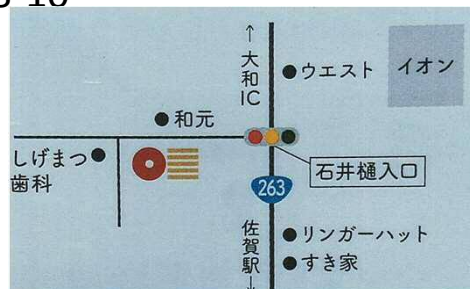 ↑
大和IC
●ウエスト
イオン
●和元
しげまつ●
歯科
石井樋入口
263
佐賀駅
↓
●リンガーハット
●すき家